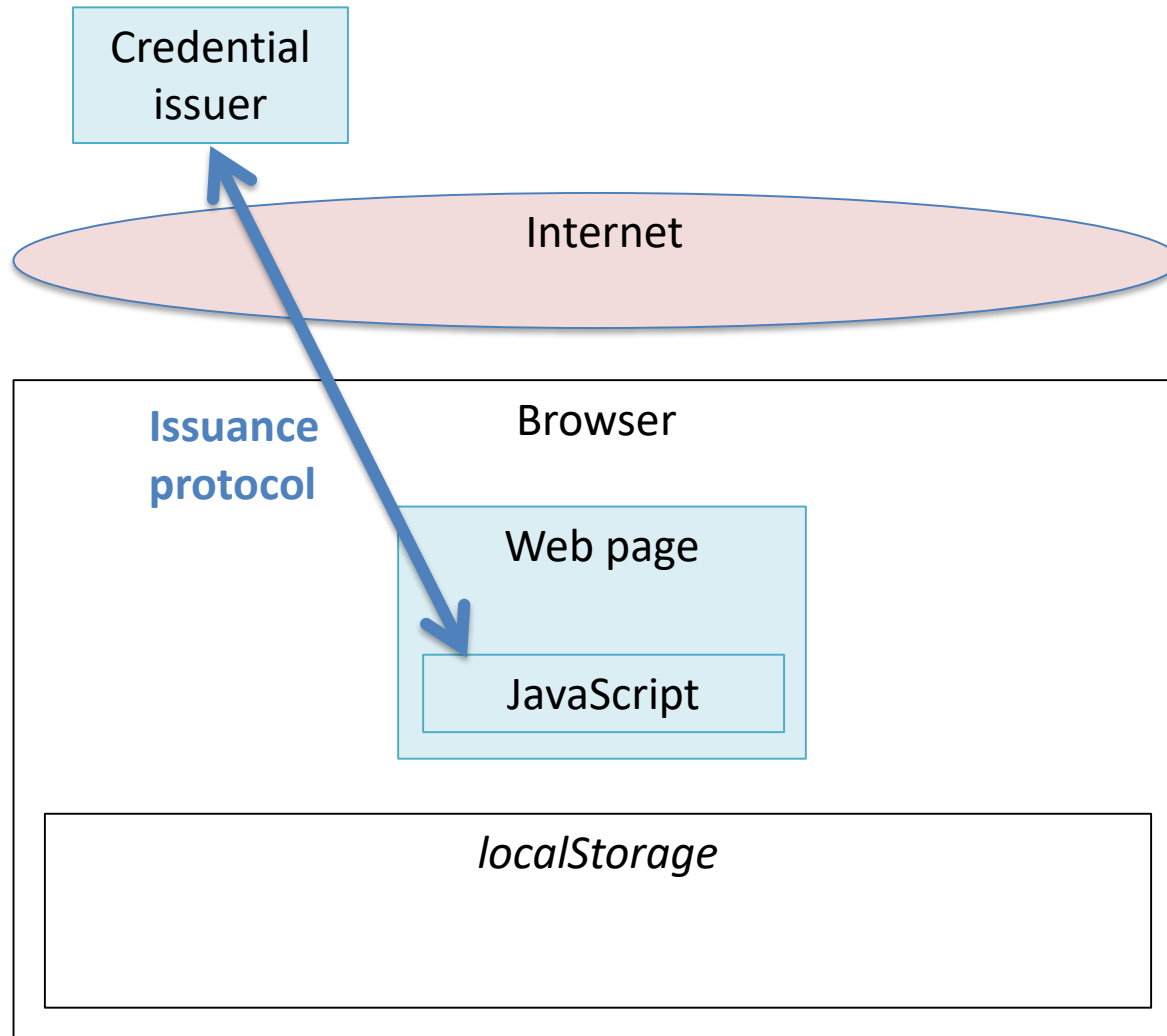 Credential
issuer
Internet
Browser
Issuance
protocol
Web page
JavaScript
localStorage